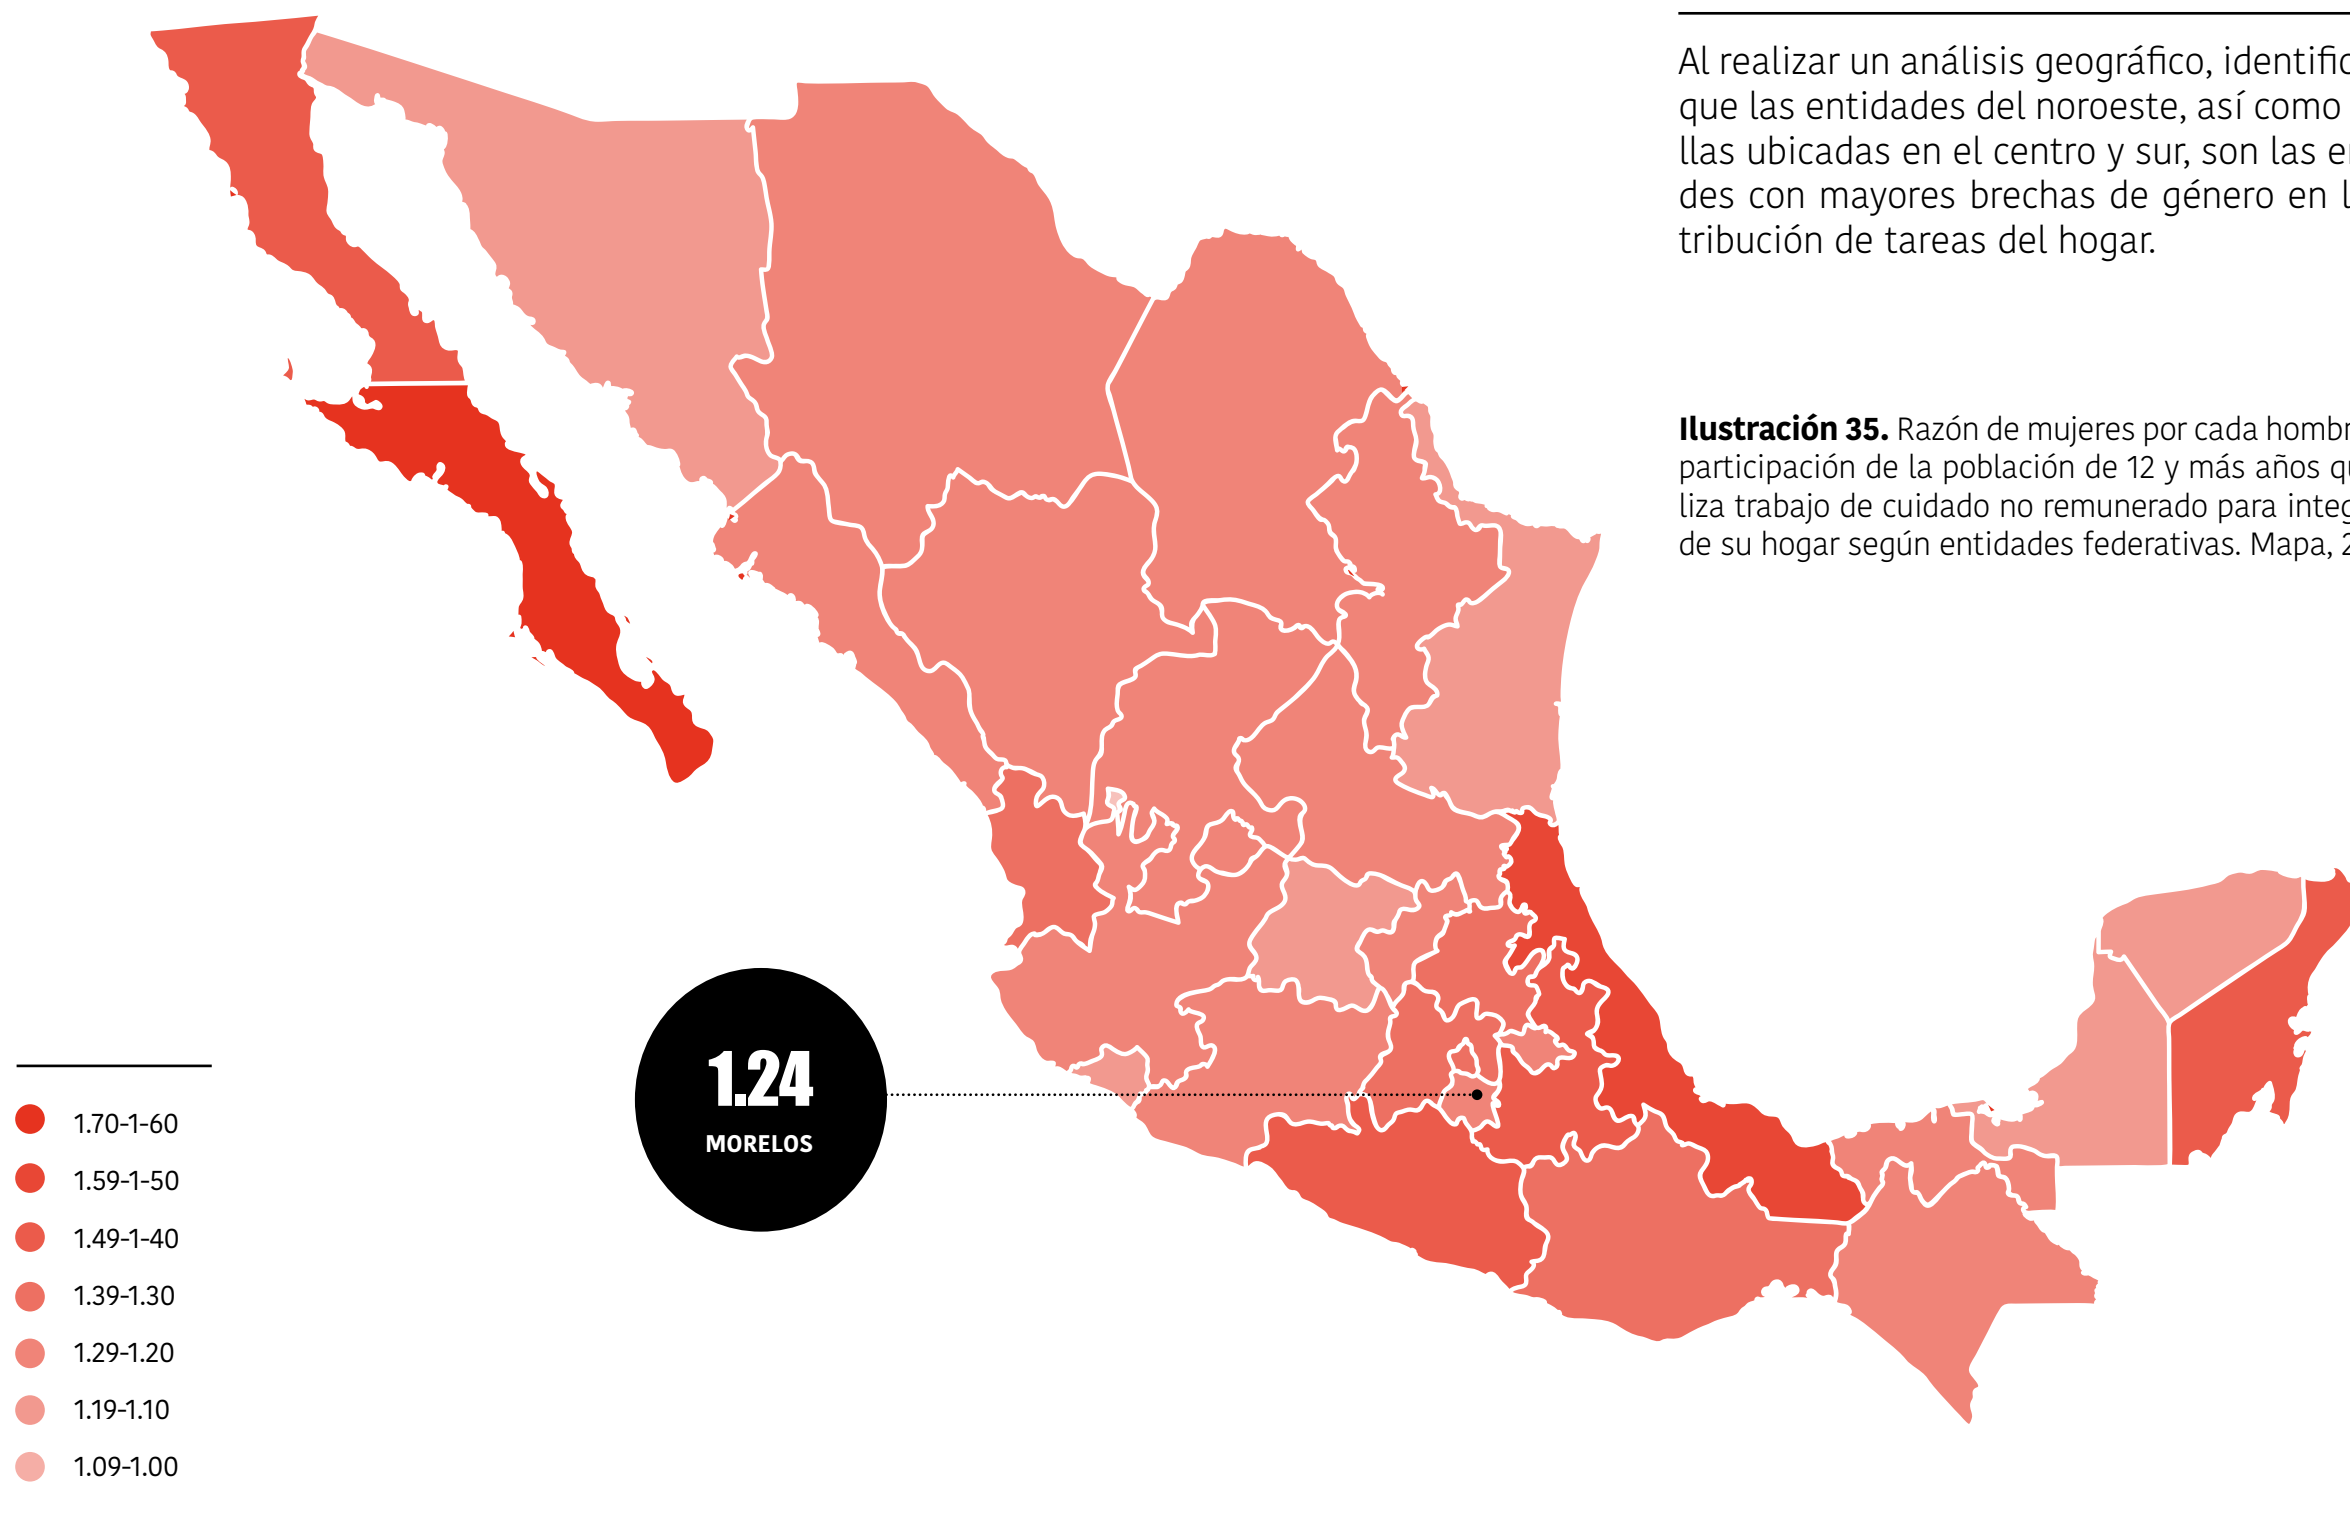 Al realizar un análisis geográfico, identific
que las entidades del noroeste, así como
llas ubicadas en el centro y sur, son las e
des con mayores brechas de género en l
tribución de tareas del hogar.
Ilustración 35. Razón de mujeres por cada hombr
participación de la población de 12 y más años q
liza trabajo de cuidado no remunerado para integ
de su hogar según entidades federativas. Mapa, 2
1.24
MORELOS
1.70-1-60
1.59-1-50
1.49-1-40
1.39-1.30
1.29-1.20
1.19-1.10
1.09-1.00